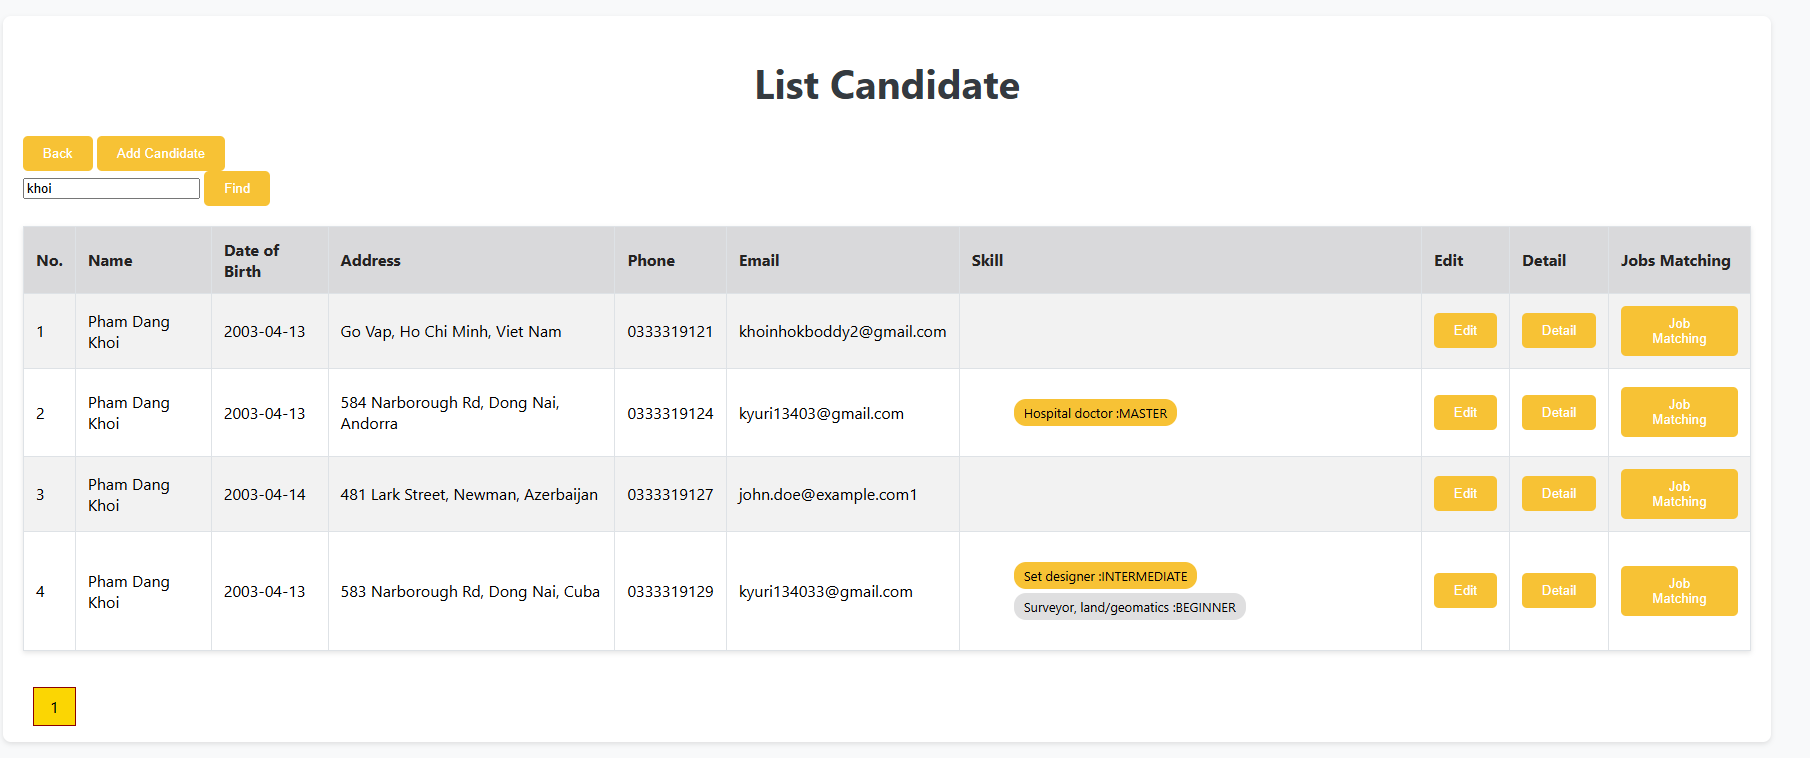 List Candidate
Back Add Candidate
khoi Find
No. Name Date of Birth Address Phone Email Skill Edit Detail Jobs Matching
1 Pham Dang Khoi 2003-04-13 Go Vap, Ho Chi Minh, Viet Nam 0333319121 khoinhokboddy2@gmail.com Edit Detail Job Matching
2 Pham Dang Khoi 2003-04-13 584 Narborough Rd, Dong Nai, Andorra 0333319124 kyuri13403@gmail.com Hospital doctor :MASTER Edit Detail Job Matching
3 Pham Dang Khoi 2003-04-14 481 Lark Street, Newman, Azerbaijan 0333319127 john.doe@example.com1 Edit Detail Job Matching
4 Pham Dang Khoi 2003-04-13 583 Narborough Rd, Dong Nai, Cuba 0333319129 kyuri134033@gmail.com Set designer :INTERMEDIATE Surveyor, land/geomatics :BEGINNER Edit Detail Job Matching
1